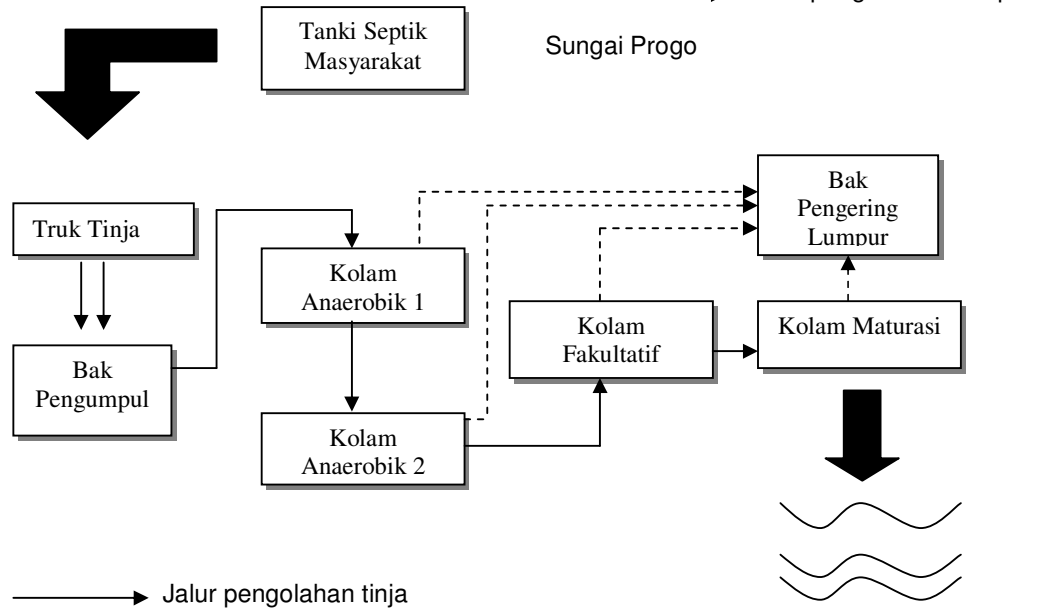 Tanki Septik
Masyarakat
Sungai Progo
Truk Tinja
Bak
Pengumpul
Kolam
Anaerobik 1
Kolam
Anaerobik 2
Kolam
Fakultatif
Bak
Pengering
Lumpur
Kolam Maturasi
Jalur pengolahan tinja